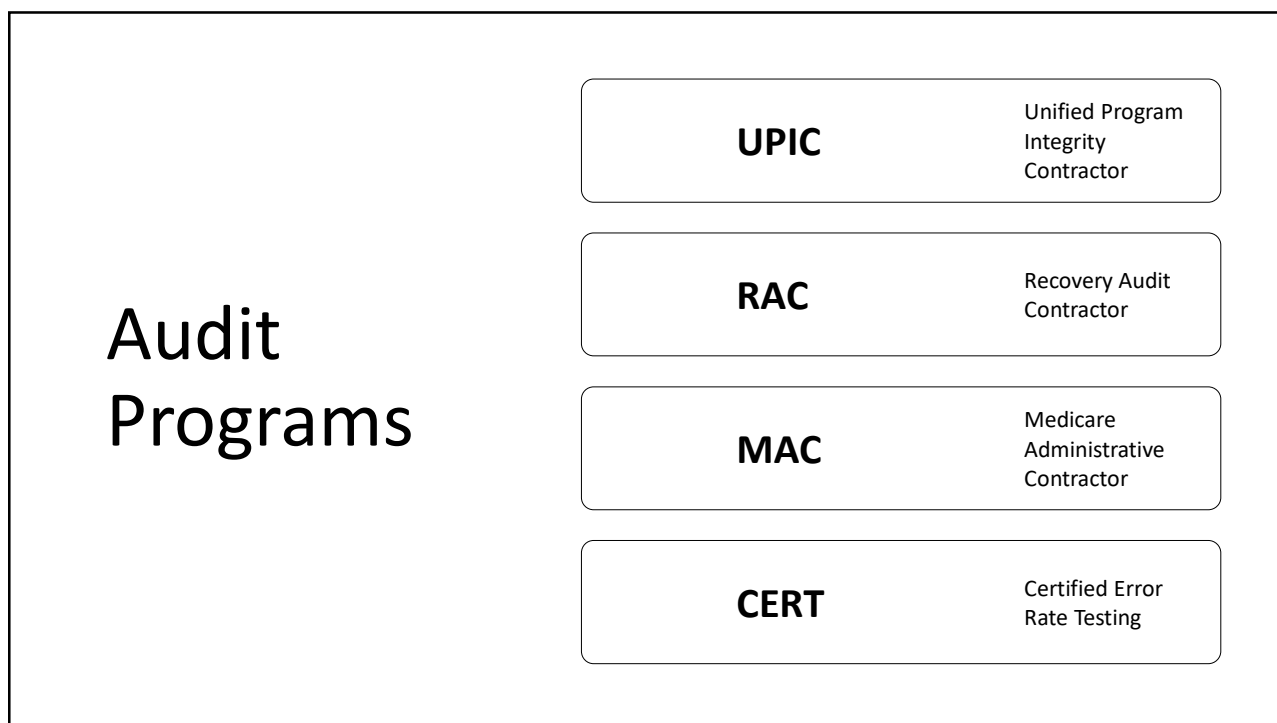 Audit
Programs
UPIC
Unified Program
Integrity
Contractor
RAC
Recovery Audit
Contractor
MAC
Medicare
Administrative
Contractor
CERT
Certified Error
Rate Testing